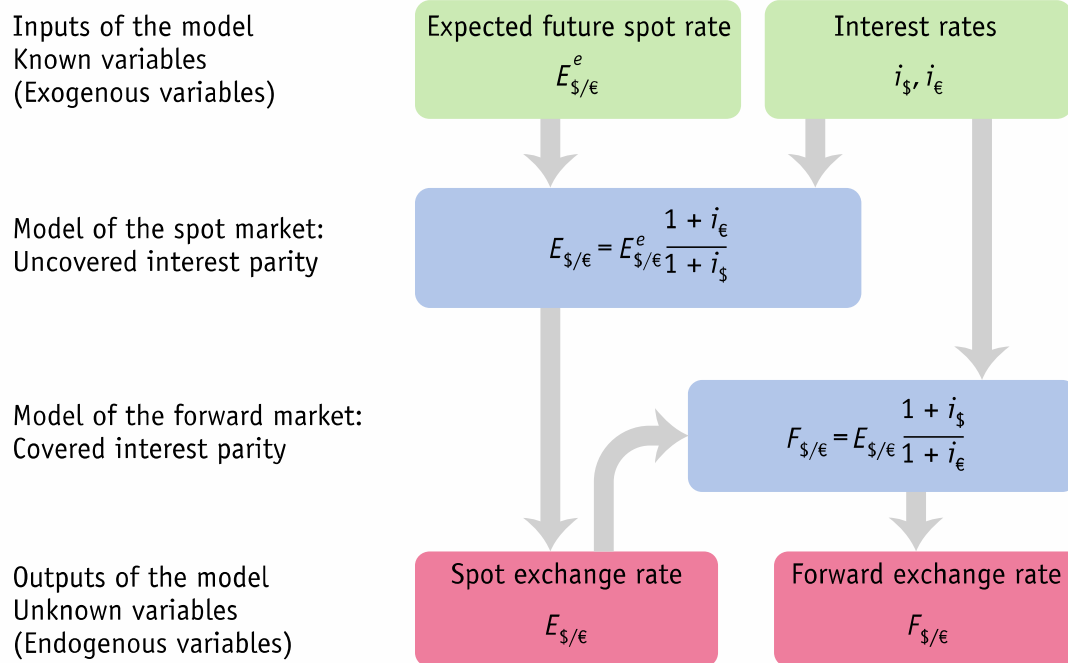 Inputs of the model
Known variables
(Exogenous variables)
Expected future spot rate
E^e_$/€
Interest rates
i_$, i_€
Model of the spot market:
Uncovered interest parity
E_$/€ = E^e_$/€ (1 + i_€)/(1 + i_$)
Model of the forward market:
Covered interest parity
F_$/€ = E_$/€ (1 + i_$)/(1 + i_€)
Outputs of the model
Unknown variables
(Endogenous variables)
Spot exchange rate
E_$/€
Forward exchange rate
F_$/€